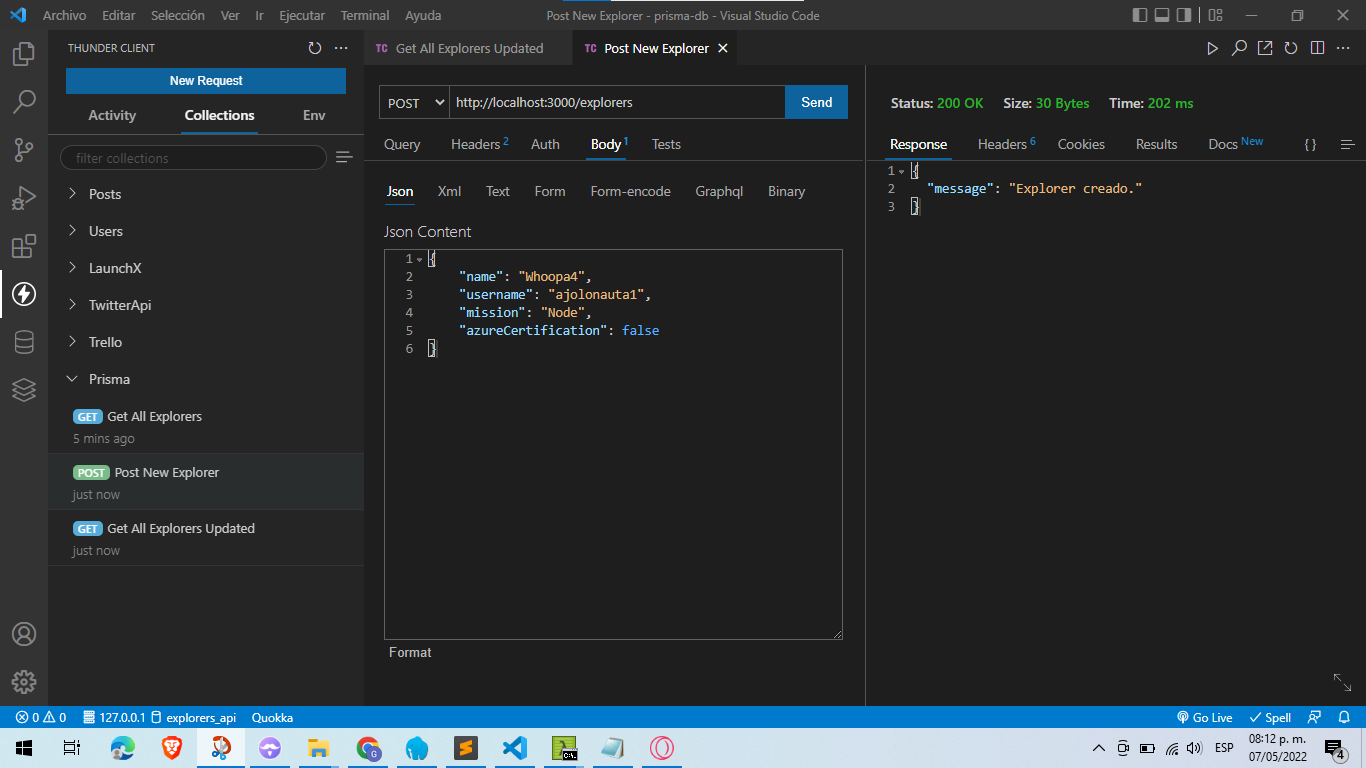 Archivo Editar Selección Ver Ir Ejecutar Terminal Ayuda
Post New Explorer - prisma-db - Visual Studio Code
THUNDER CLIENT
New Request
Activity Collections Env
filter collections
Posts
Users
LaunchX
TwitterApi
Trello
Prisma
GET Get All Explorers
5 mins ago
POST Post New Explorer
just now
GET Get All Explorers Updated
just now
TC Get All Explorers Updated
TC Post New Explorer
POST http://localhost:3000/explorers Send
Query Headers 2 Auth Body 1 Tests
Json Xml Text Form Form-encode Graphql Binary
Json Content
1 {
2 "name": "Whoopa4",
3 "username": "ajolonauta1",
4 "mission": "Node",
5 "azureCertification": false
6 }
Format
Status: 200 OK Size: 30 Bytes Time: 202 ms
Response Headers 6 Cookies Results Docs New { }
1 {
2 "message": "Explorer creado."
3 }
0 0 127.0.0.1 explorers_api Quokka
Go Live Spell
ESP
08:12 p. m.
07/05/2022
4